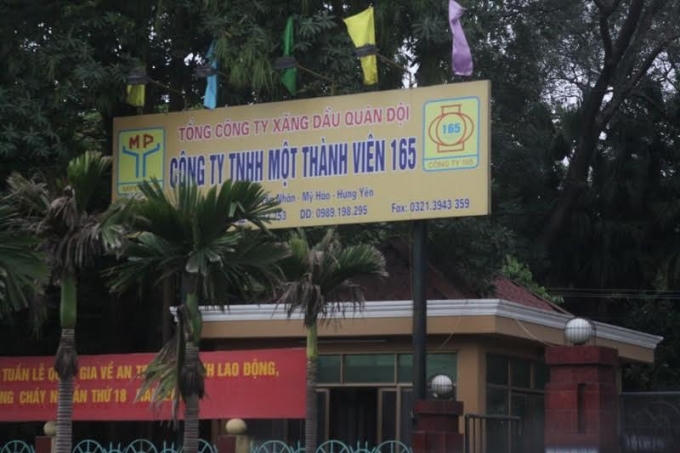 MP
TỔNG CÔNG TY XĂNG DẦU QUÂN ĐỘI
CÔNG TY TNHH MỘT THÀNH VIÊN 165
165
CÔNG TY 165
Nhân - Mỹ Hào - Hưng Yên
DD: 0989.198.295 Fax: 0321.3943 359
TUẦN LỄ GIA VỀ AN LAO ĐỘNG,
CHÁY THỨ 18